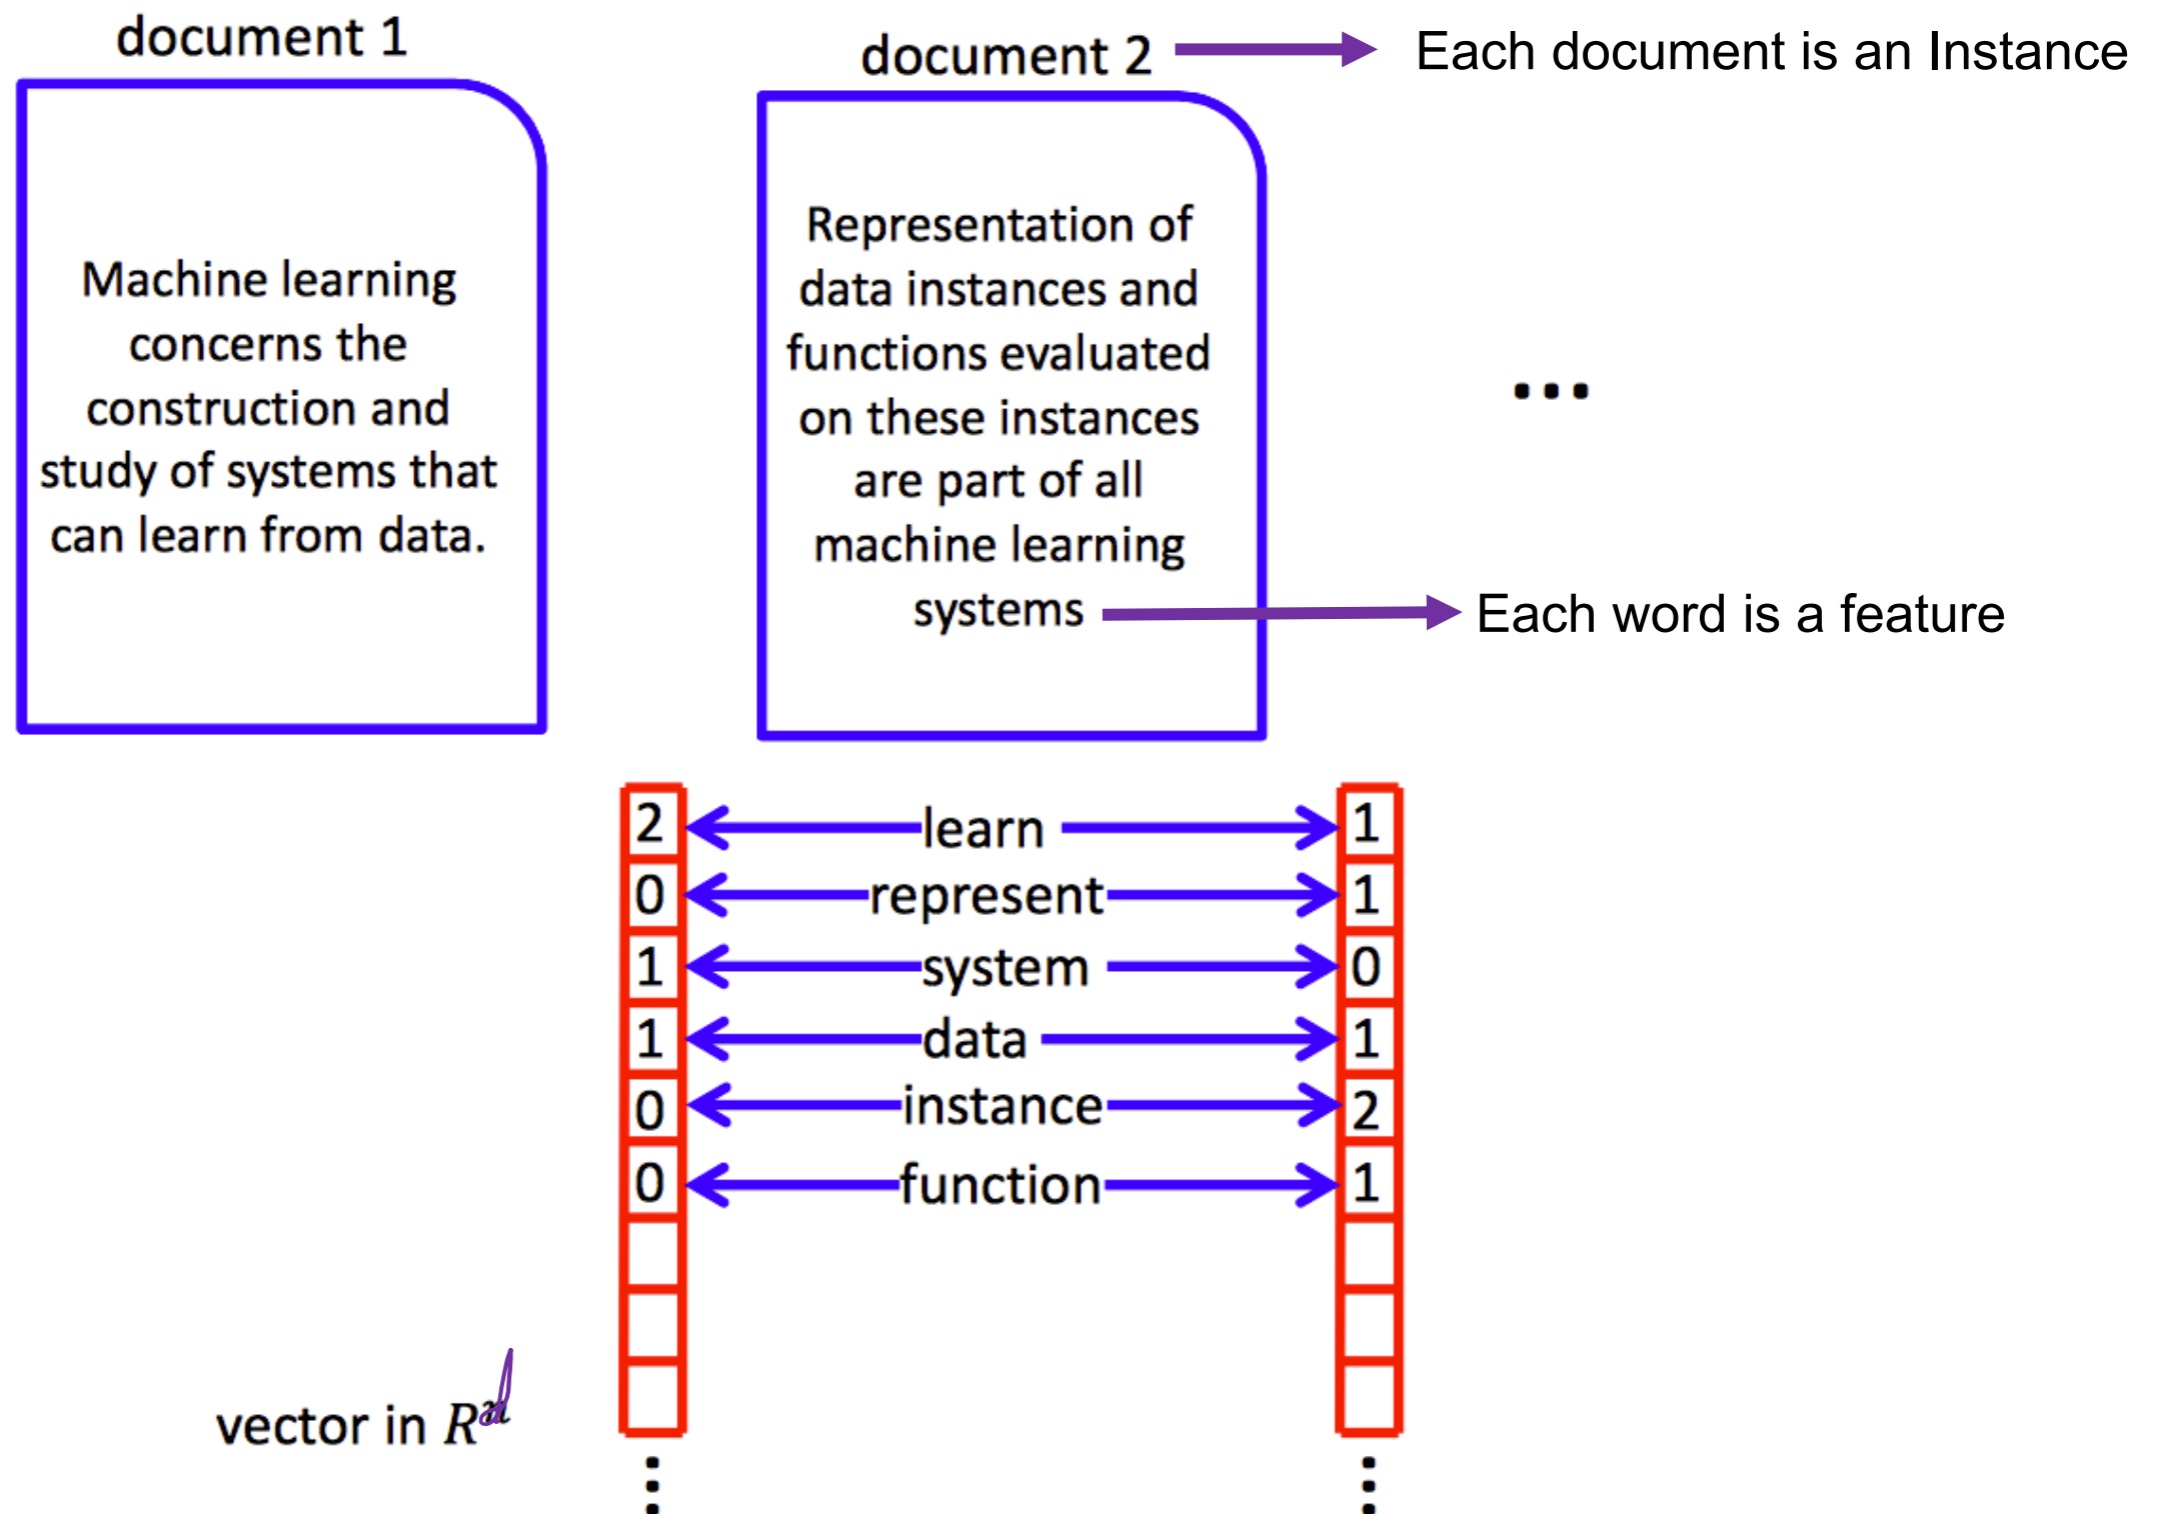 document 1
Machine learning
concerns the
construction and
study of systems that
can learn from data.
document 2
Each document is an Instance
Representation of
data instances and
functions evaluated
on these instances
are part of all
machine learning
systems
Each word is a feature
...
2 learn 1
0 represent 1
1 system 0
1 data 1
0 instance 2
0 function 1
vector in R^d